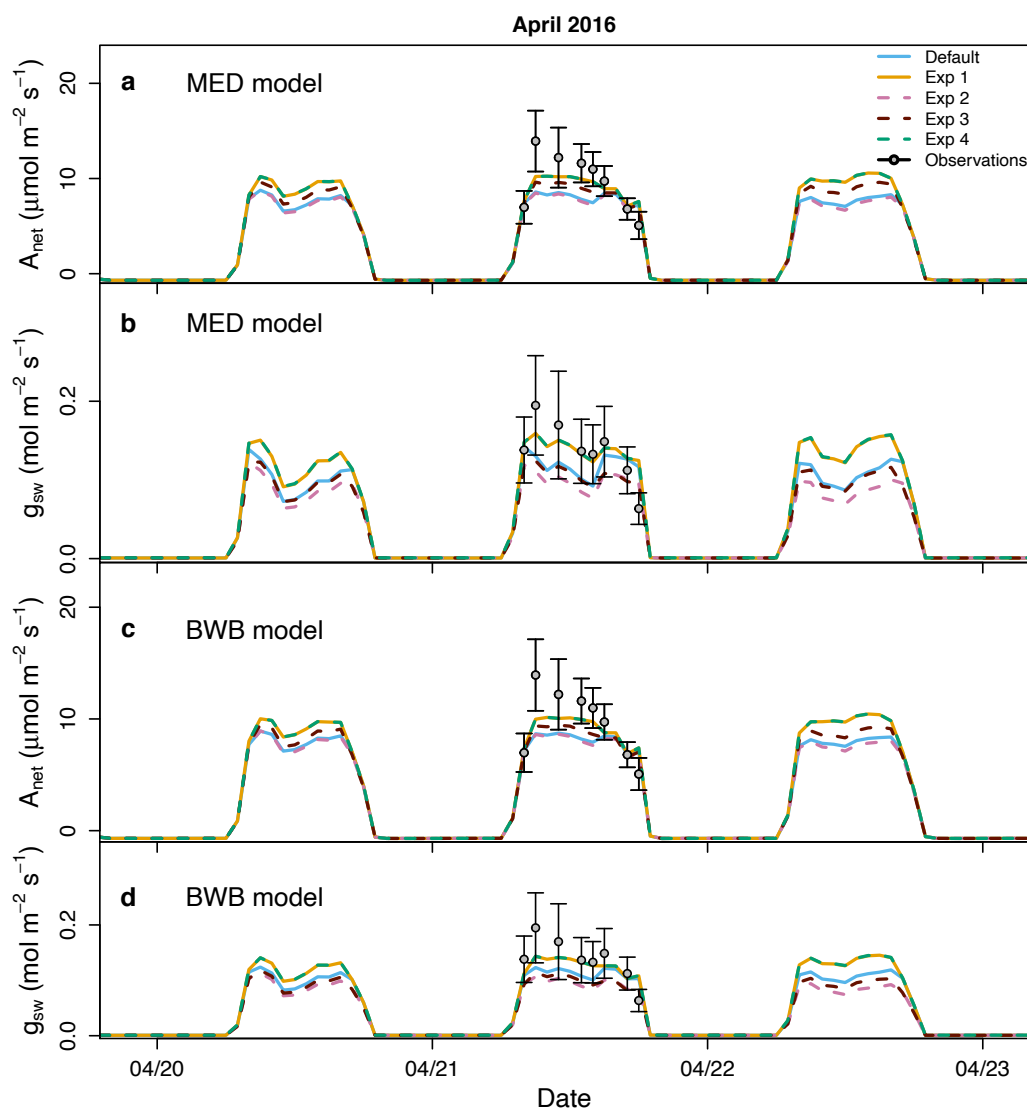 April 2016
a MED model
Default
Exp 1
Exp 2
Exp 3
Exp 4
Observations
20
10
0
Anet (μmol m−2 s−1)
b MED model
0.2
0.0
gsw (mol m−2 s−1)
c BWB model
20
10
0
Anet (μmol m−2 s−1)
d BWB model
0.2
0.0
gsw (mol m−2 s−1)
04/20 04/21 04/22 04/23
Date